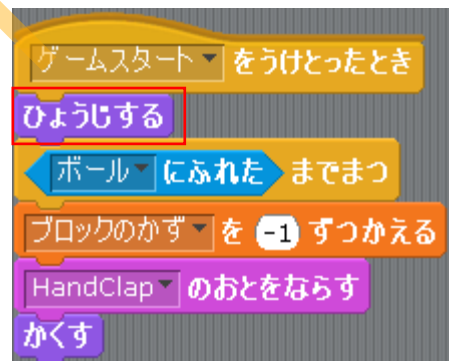 ゲームスタート をうけとったとき
ひょうじする
ボール にふれた までまつ
ブロックのかず を -1 ずつかえる
HandClap のおとをならす
かくす